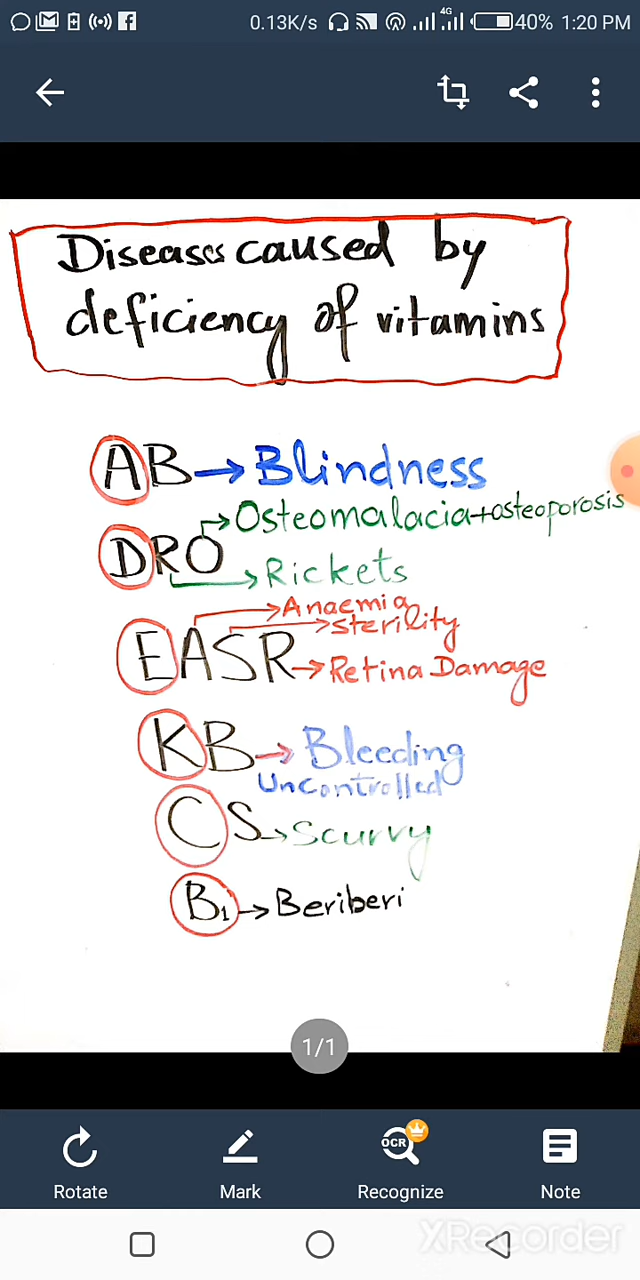 0.13K/s 4G 40% 1:20 PM
Diseases caused by
deficiency of vitamins
AB→Blindness
→Osteomalacia+osteoporosis
DRO
→Rickets
→Anaemia
→sterility
EASR→Retina Damage
KB→Bleeding
Uncontrolled
CS→Scurvy
B₁→Beriberi
1/1
OCR
Rotate Mark Recognize Note
XRecorder